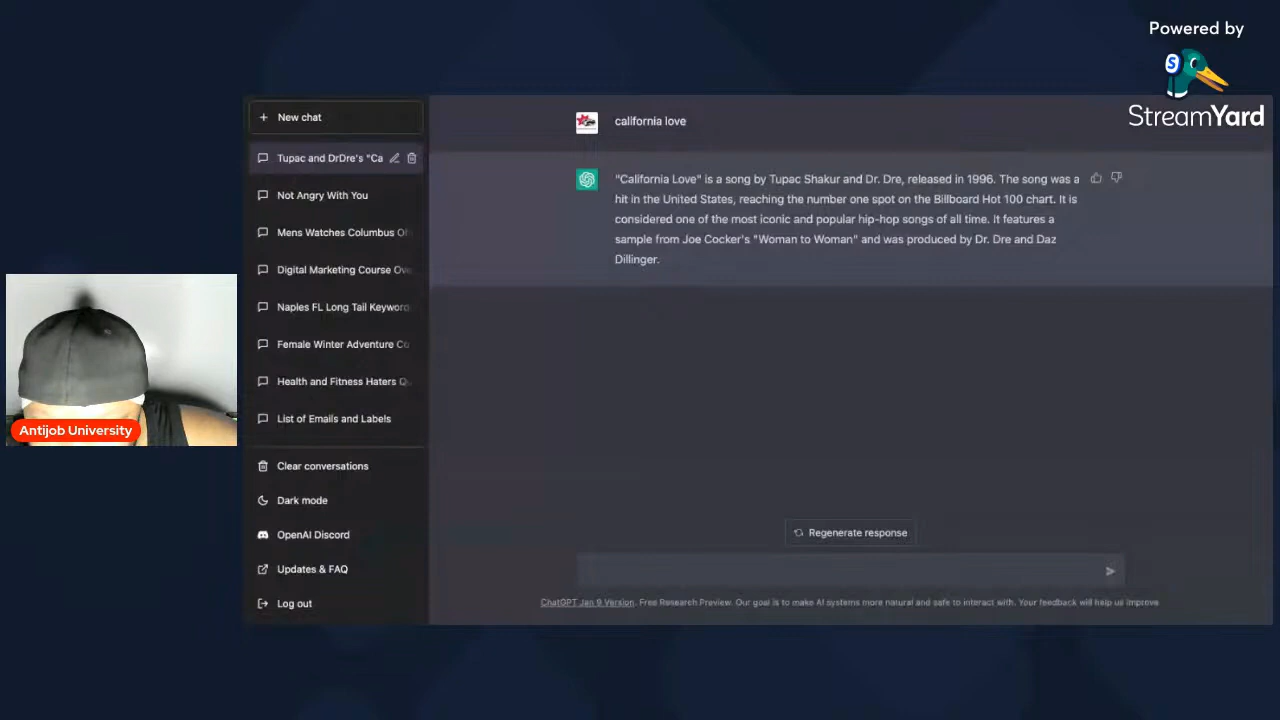 Powered by
StreamYard
New chat
Tupac and DrDre's "Ca
Not Angry With You
Mens Watches Columbus Oh
Digital Marketing Course Ove
Naples FL Long Tail Keyword
Female Winter Adventure Co
Health and Fitness Haters Q
List of Emails and Labels
Clear conversations
Dark mode
OpenAI Discord
Updates & FAQ
Log out
california love
"California Love" is a song by Tupac Shakur and Dr. Dre, released in 1996. The song was a
hit in the United States, reaching the number one spot on the Billboard Hot 100 chart. It is
considered one of the most iconic and popular hip-hop songs of all time. It features a
sample from Joe Cocker's "Woman to Woman" and was produced by Dr. Dre and Daz
Dillinger.
Regenerate response
ChatGPT Jan 9 Version. Free Research Preview. Our goal is to make AI systems more natural and safe to interact with. Your feedback will help us improve
Antijob University